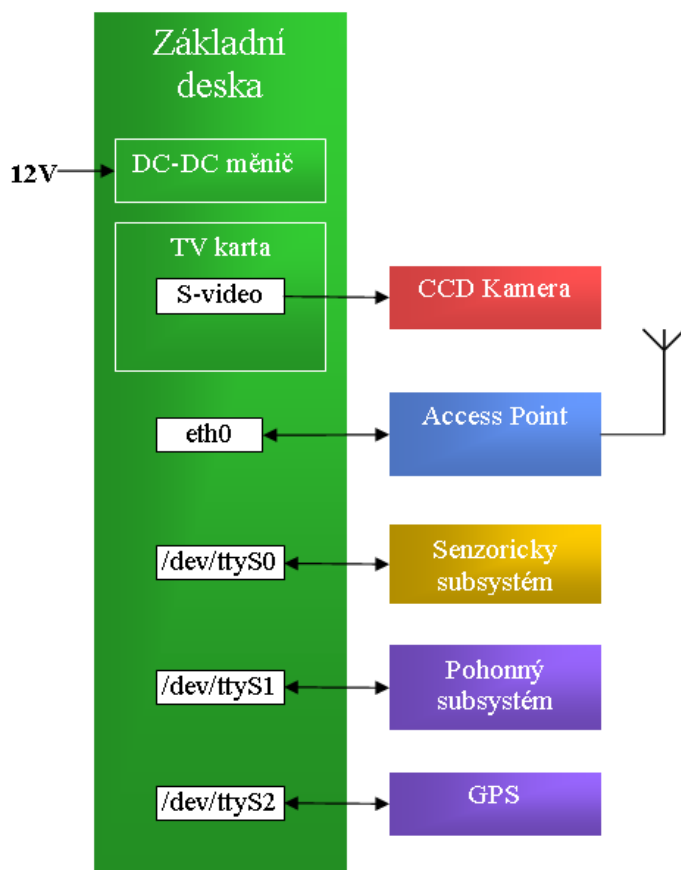 Základní
deska
12V
DC-DC měnič
TV karta
S-video
CCD Kamera
eth0
Access Point
/dev/ttyS0
Senzoricky
subsystém
/dev/ttyS1
Pohonný
subsystém
/dev/ttyS2
GPS